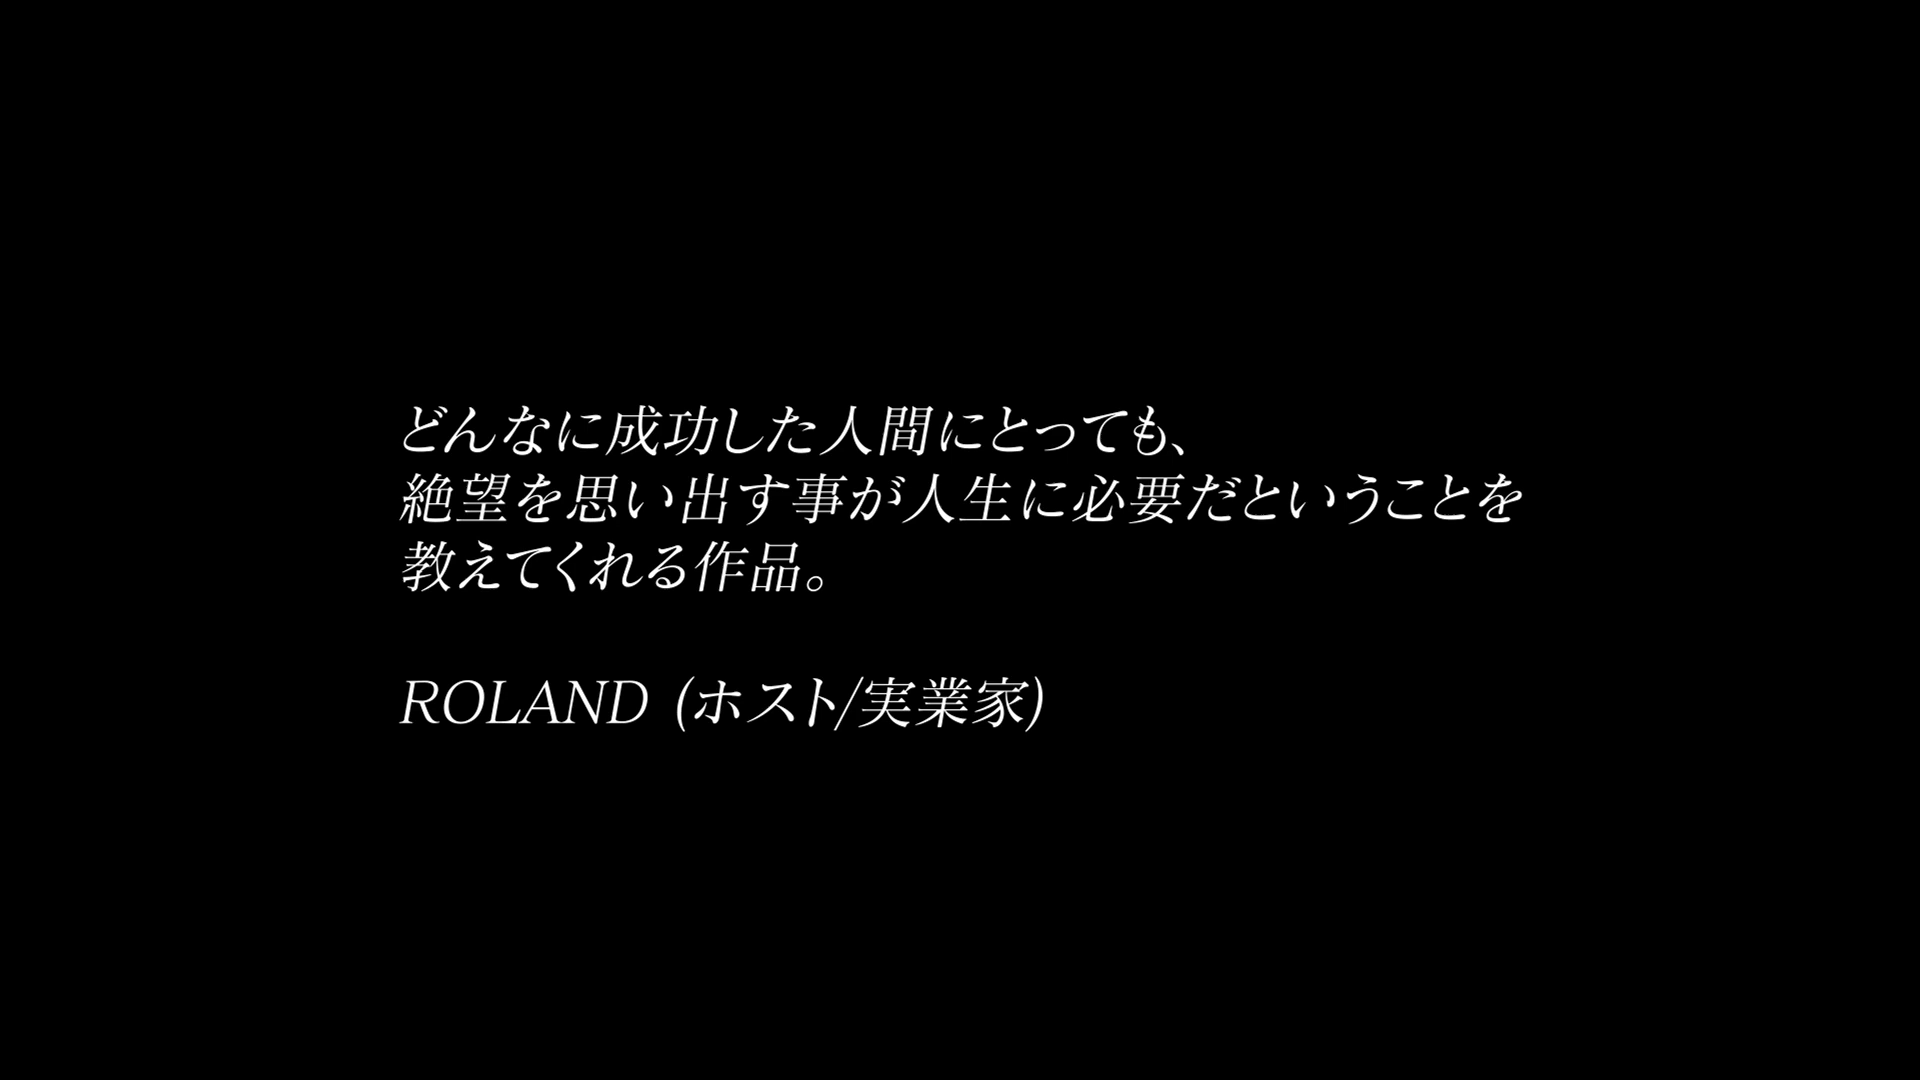 どんなに成功した人間にとっても、
絶望を思い出す事が人生に必要だということを
教えてくれる作品。
ROLAND (ホスト/実業家)